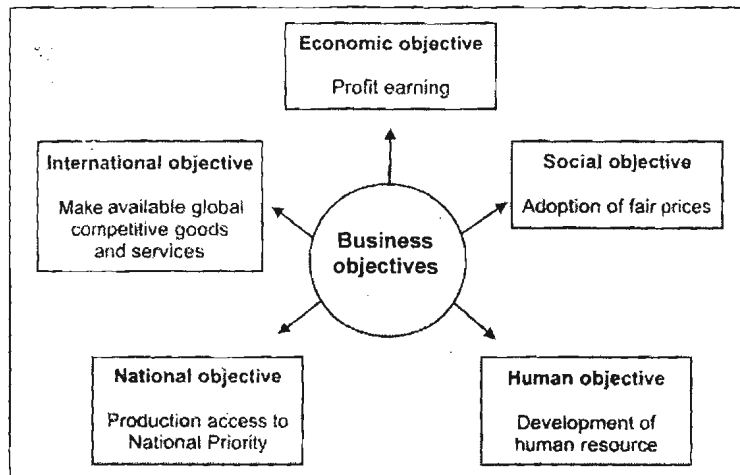 Economic objective
Profit earning
International objective
Make available global
competitive goods
and services
Social objective
Adoption of fair prices
Business
objectives
National objective
Production access to
National Priority
Human objective
Development of
human resource